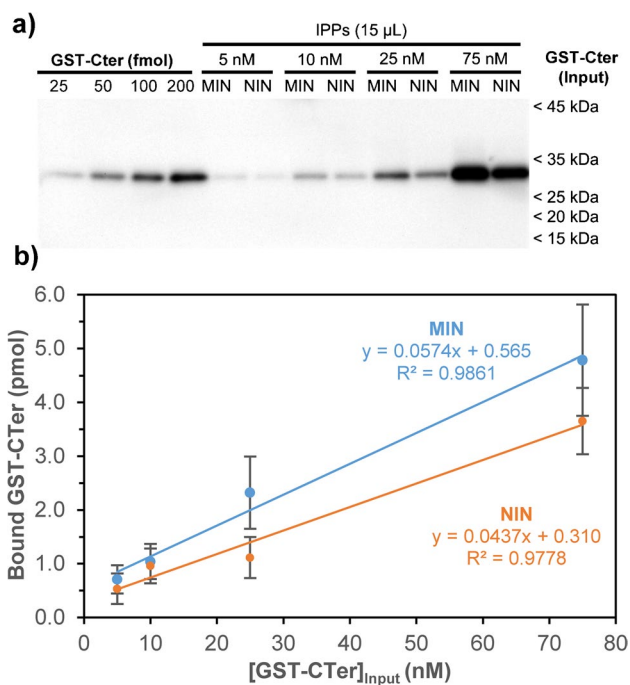 a)
IPPs (15 µL)
GST-Cter (fmol) 5 nM 10 nM 25 nM 75 nM GST-Cter
(Input)
25 50 100 200 MIN NIN MIN NIN MIN NIN MIN NIN
< 45 kDa
< 35 kDa
< 25 kDa
< 20 kDa
< 15 kDa
b)
6.0
5.0
4.0
3.0
2.0
1.0
0.0
Bound GST-CTer (pmol)
MIN
y = 0.0574x + 0.565
R² = 0.9861
NIN
y = 0.0437x + 0.310
R² = 0.9778
0 10 20 30 40 50 60 70 80
[GST-CTer]Input (nM)